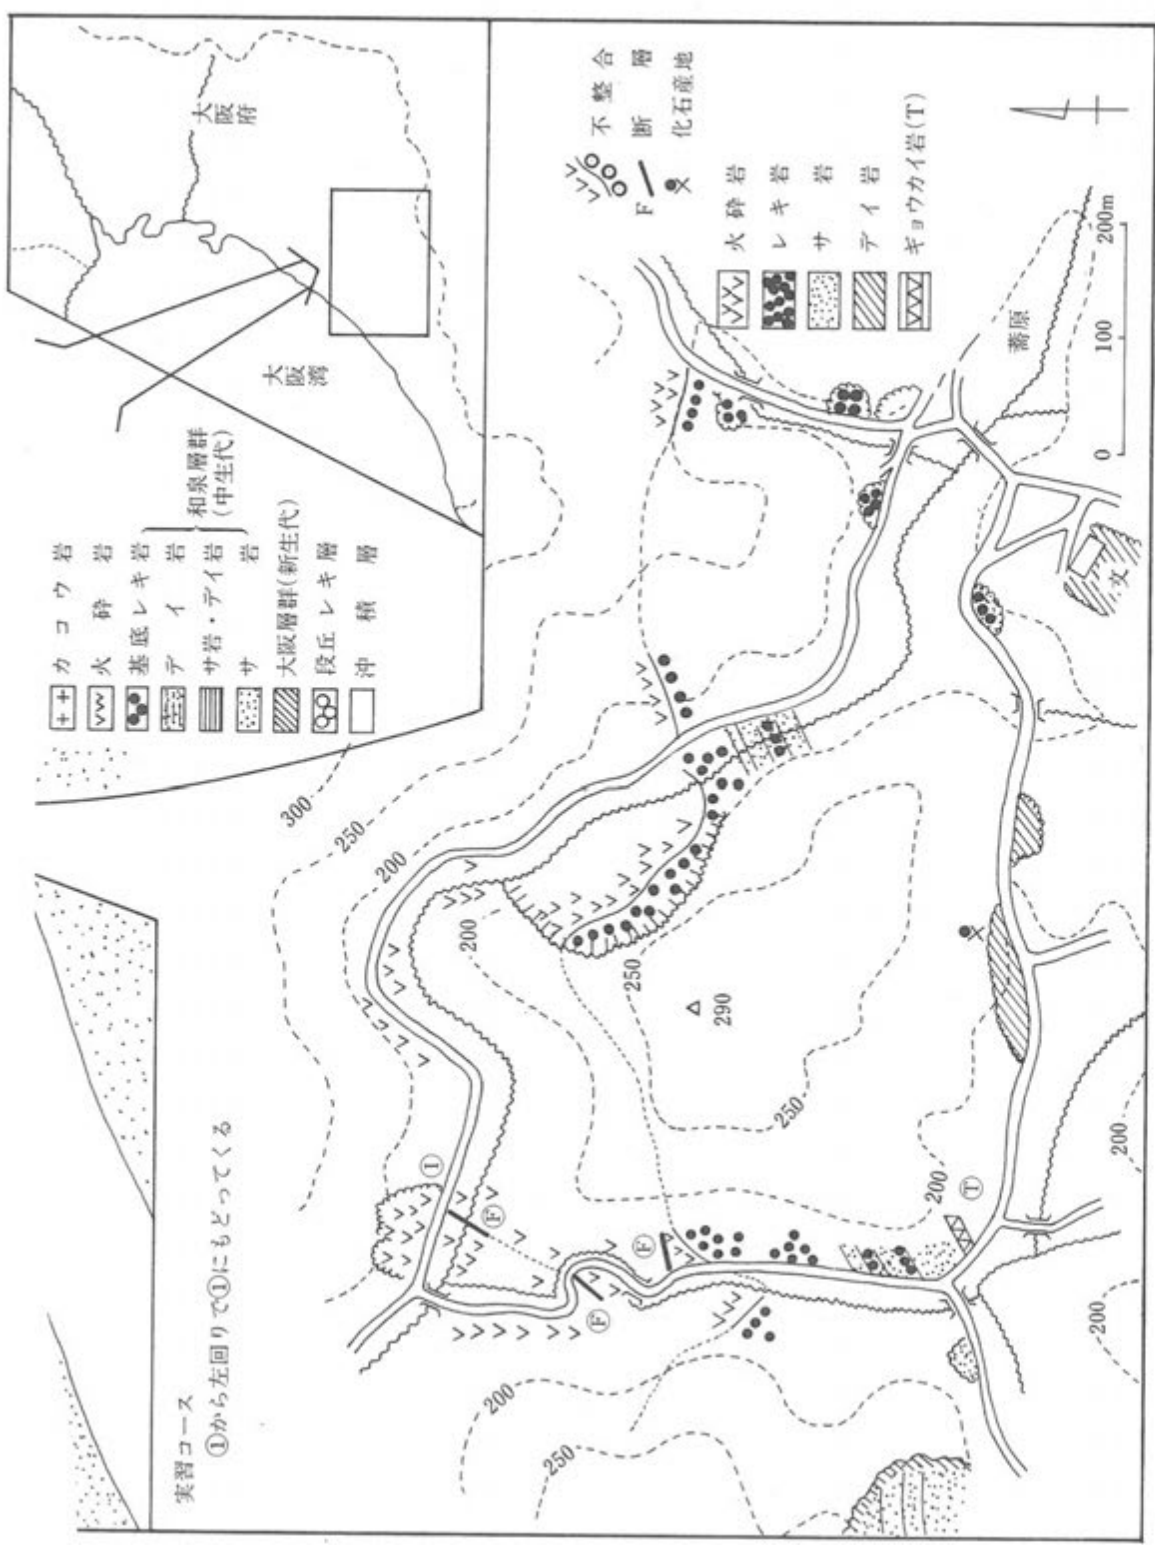 大阪府
大阪湾
カコウ岩
火砕岩
基底レキ岩
デイ岩
サ岩・デイ岩
サ岩
和泉層群
(中生代)
大阪層群(新生代)
段丘レキ層
沖積層
不整合
F 断層
化石産地
火砕岩
レキ岩
サ岩
デイ岩
ギョウカイ岩(T)
実習コース
①から左回りで①にもどってくる
300
250
200
200
250
290
250
200
200
250
200
200
①
F
F
F
T
蕎原
文
0 100 200m